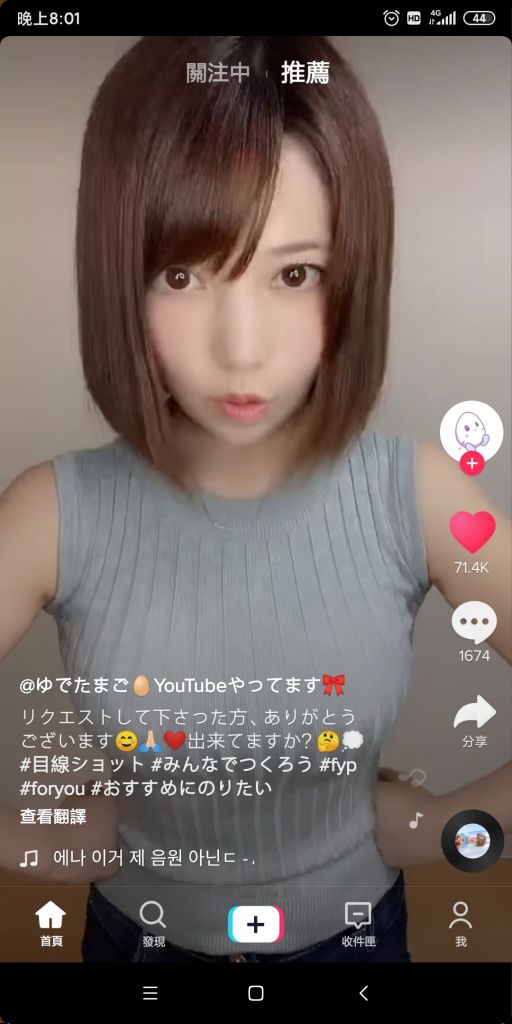 晚上8:01
HD
4G
44
關注中
推薦
71.4K
1674
分享
@ゆでたまご🥚YouTubeやってます🎀
リクエストして下さった方、ありがとう
ございます😊🙏🏻❤️出来てますか？🤔💭
#目線ショット #みんなでつくろう #fyp
#foryou #おすすめにのりたい
查看翻譯
에나 이거 제 음원 아닌ㄷ - ,
首頁
發現
收件匣
我